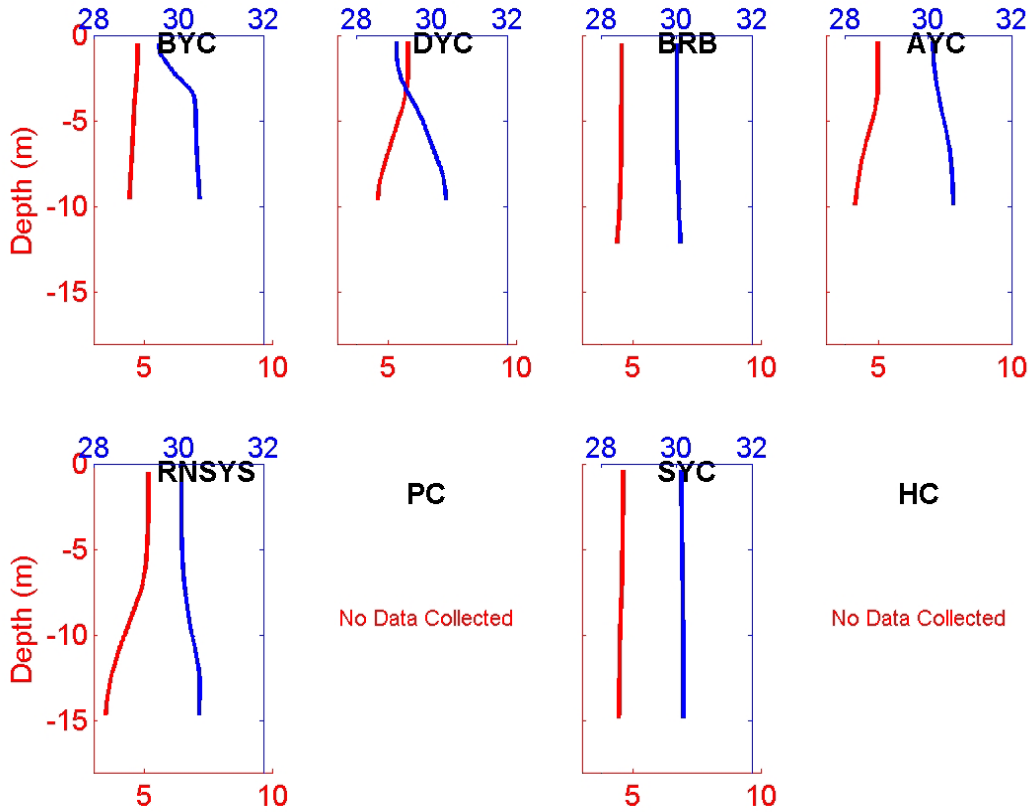 28 30 32 28 30 32 28 30 32 28 30 32
BYC DYC BRB AYC
0
-5
-10
-15
Depth (m)
5 10 5 10 5 10 5 10
28 30 32 28 30 32
RNSYS PC SYC HC
0
-5
-10
-15
Depth (m)
No Data Collected No Data Collected
5 10 5 10